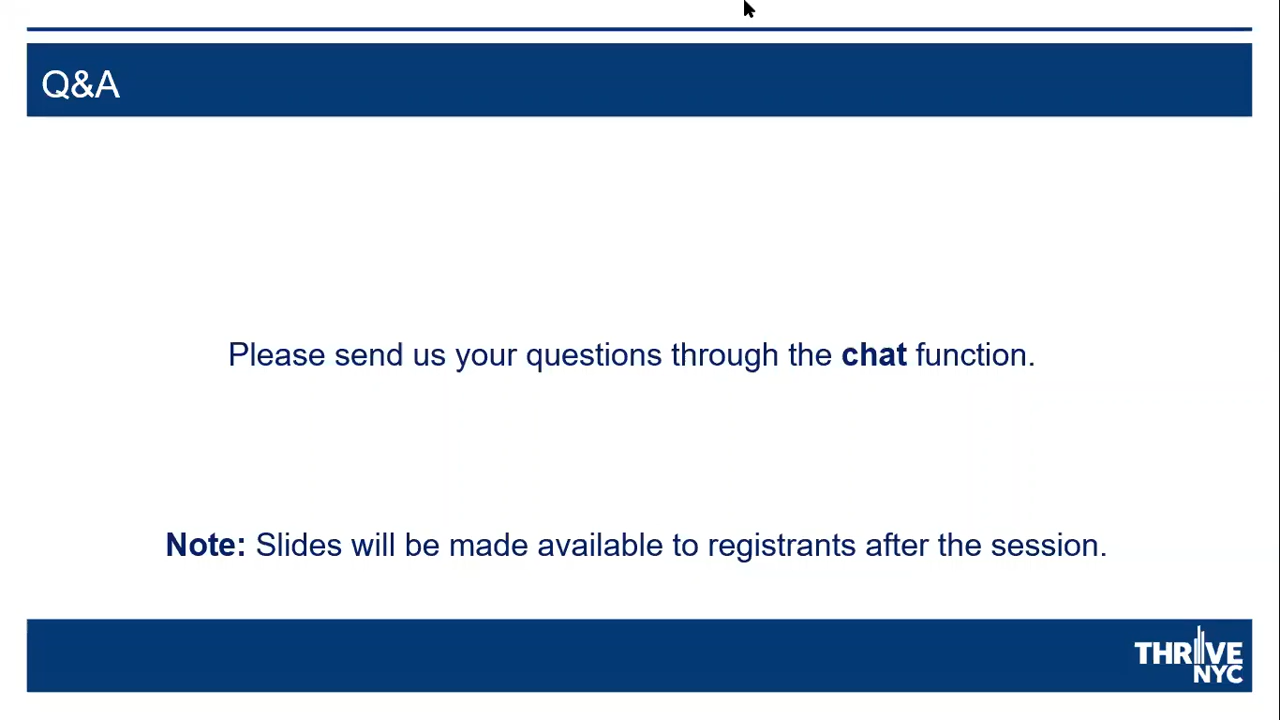 Q&A
Please send us your questions through the chat function.
Note: Slides will be made available to registrants after the session.
THRIVE
NYC